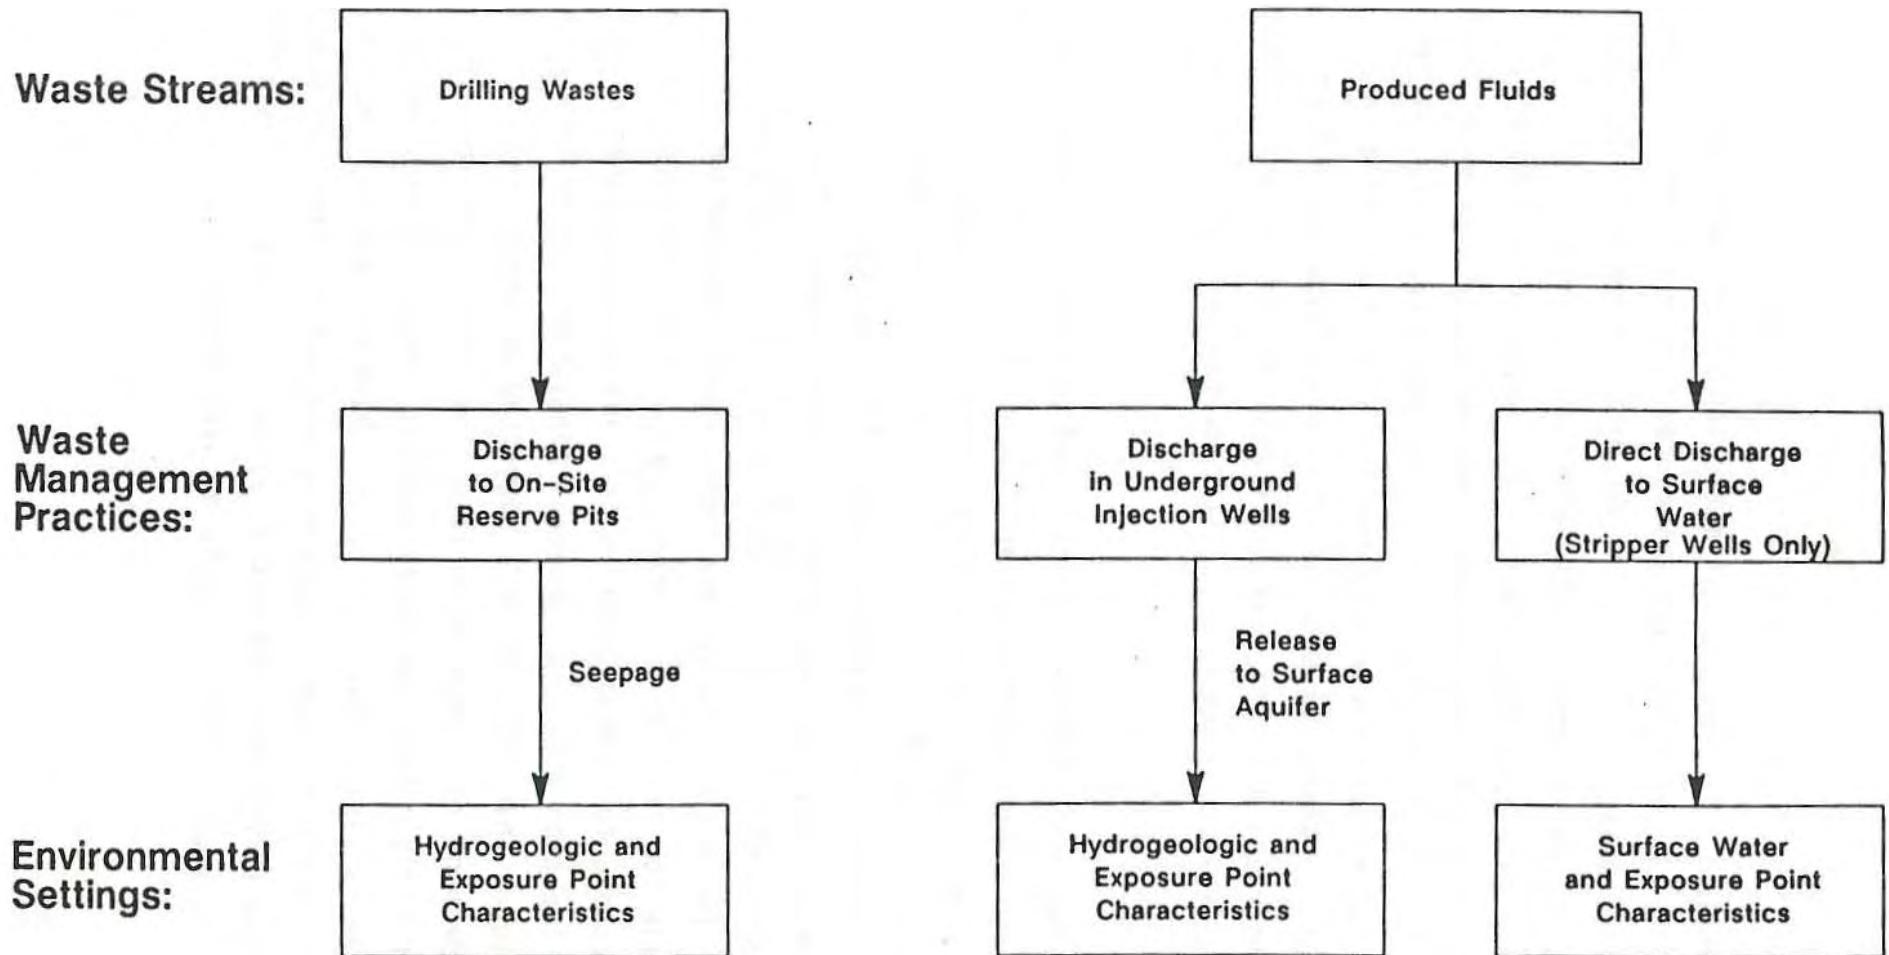 Waste Streams:
Drilling Wastes
Produced Fluids
Waste
Management
Practices:
Discharge
to On-Site
Reserve Pits
Discharge
in Underground
Injection Wells
Direct Discharge
to Surface
Water
(Stripper Wells Only)
Seepage
Release
to Surface
Aquifer
Environmental
Settings:
Hydrogeologic and
Exposure Point
Characteristics
Hydrogeologic and
Exposure Point
Characteristics
Surface Water
and Exposure Point
Characteristics